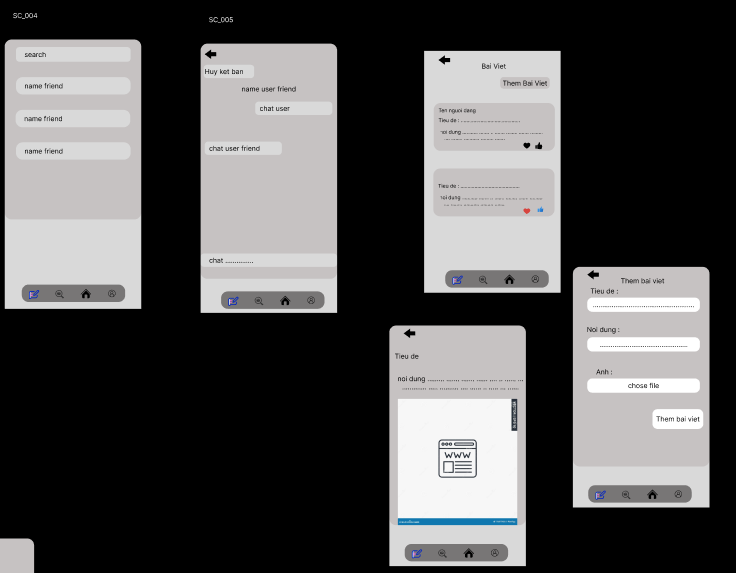 SC_004
search
name friend
name friend
name friend
SC_005
Huy ket ban
name user friend
chat user
chat user friend
chat ..............
Bai Viet
Them Bai Viet
Ten nguoi dang
Tieu de : ......................................
noi dung ......... ....... .. ....... ...... ..... .......
Tieu de : ......................................
noi dung ......... ....... .. ....... ...... ..... .......
Tieu de
noi dung ......... ....... ....... ...... ..... .. ...... ...
............. ..... ......... ..... ...... .. ..... .... ...
WWW
Them bai viet
Tieu de :
..................................................
Noi dung :
...........................................
Anh :
chose file
Them bai viet